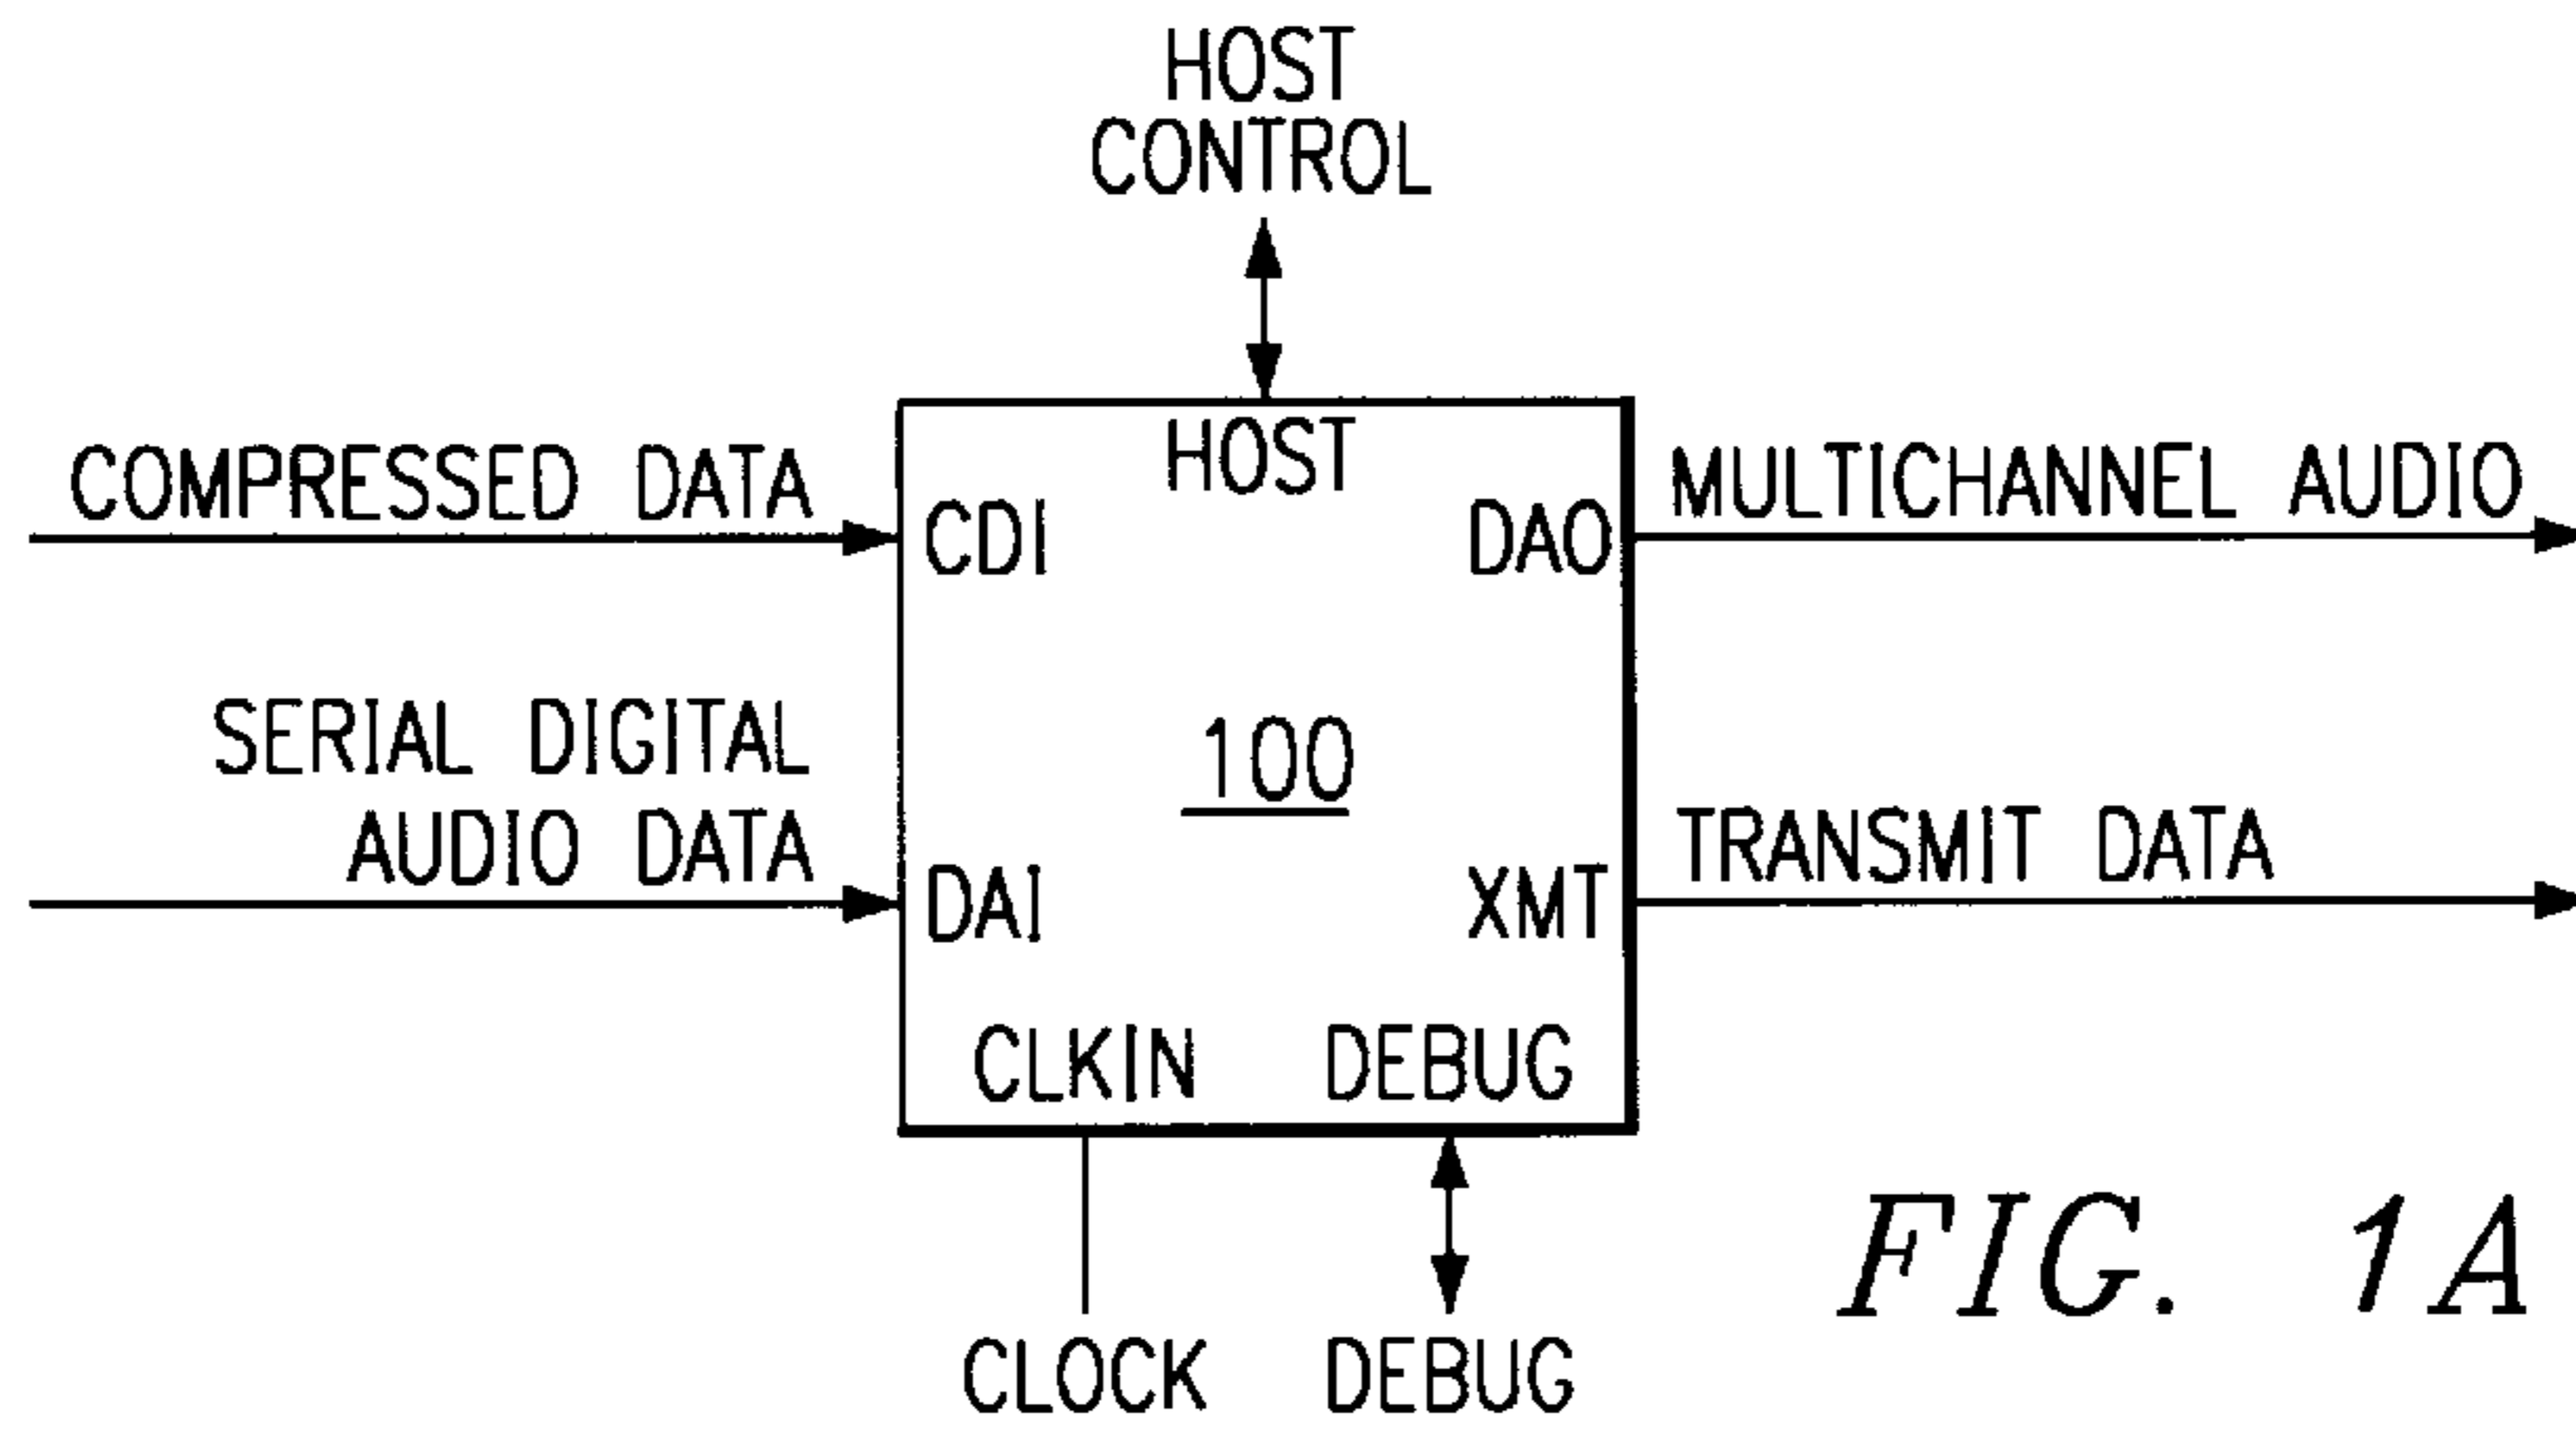 HOST
CONTROL
HOST
COMPRESSED DATA
CDI
DAO
MULTICHANNEL AUDIO
SERIAL DIGITAL
AUDIO DATA
100
DAI
XMT
TRANSMIT DATA
CLKIN
DEBUG
CLOCK
DEBUG
FIG. 1A